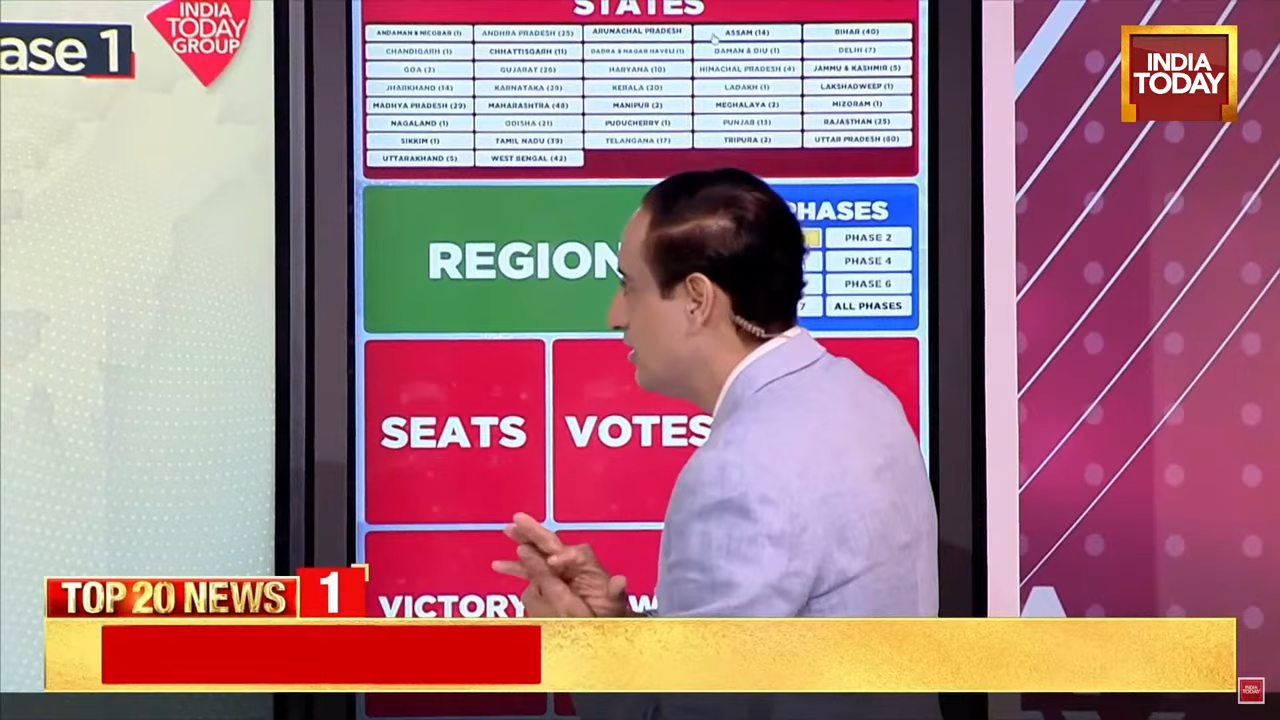 ase 1
INDIA
TODAY
GROUP
STATES
ANDAMAN & NICOBAR (1) ANDHRA PRADESH (25) ARUNACHAL PRADESH ASSAM (14) BIHAR (40)
CHANDIGARH (1) CHHATTISGARH (11) DADRA & NAGAR HAVELI (1) DAMAN & DIU (1) DELHI (7)
GOA (2) GUJARAT (26) HARYANA (10) HIMACHAL PRADESH (4) JAMMU & KASHMIR (5)
JHARKHAND (14) KARNATAKA (28) KERALA (20) LADAKH (1) LAKSHADWEEP (1)
MADHYA PRADESH (29) MAHARASHTRA (48) MANIPUR (2) MEGHALAYA (2) MIZORAM (1)
NAGALAND (1) ODISHA (21) PUDUCHERRY (1) PUNJAB (13) RAJASTHAN (25)
SIKKIM (1) TAMIL NADU (39) TELANGANA (17) TRIPURA (2) UTTAR PRADESH (80)
UTTARAKHAND (5) WEST BENGAL (42)
REGION
PHASES
PHASE 2
PHASE 4
PHASE 6
7 ALL PHASES
SEATS
VOTES
VICTORY
W
INDIA
TODAY
TOP 20 NEWS 1
INDIA
TODAY